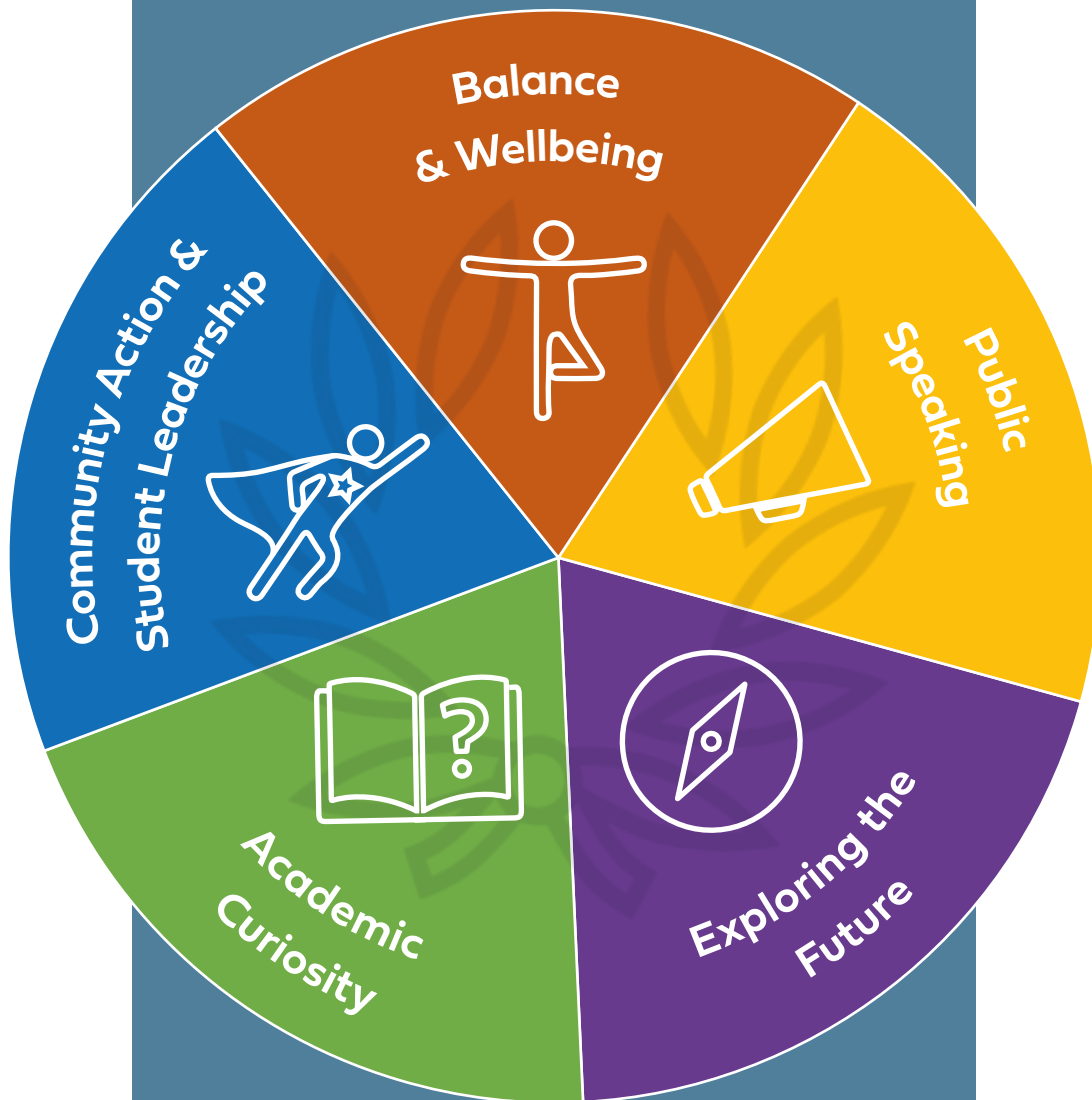 Balance
& Wellbeing
Public
Speaking
Exploring the
Future
Academic
Curiosity
Community Action &
Student Leadership
?